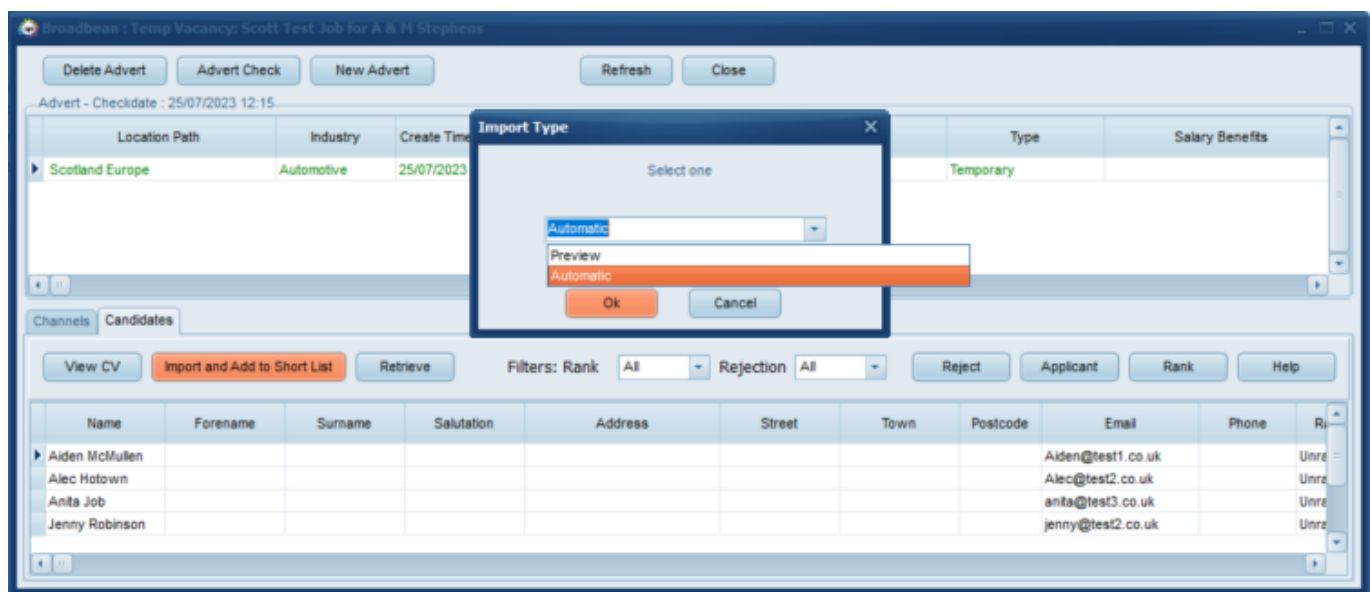 Broadbean : Temp Vacancy: Scott Test Job for A & M Stephens
Delete Advert Advert Check New Advert Refresh Close
Advert - Checkdate : 25/07/2023 12:15
Location Path Industry Create Time Type Salary Benefits
Scotland Europe Automotive 25/07/2023 Temporary
Import Type
Select one
Automatic
Preview
Automatic
Ok Cancel
Channels Candidates
View CV Import and Add to Short List Retrieve Filters: Rank All Rejection All Reject Applicant Rank Help
Name Forename Surname Salutation Address Street Town Postcode Email Phone Ra
Aiden McMullen Aiden@test1.co.uk Unra
Alec Hotown Alec@test2.co.uk Unra
Anita Job anita@test3.co.uk Unra
Jenny Robinson jenny@test2.co.uk Unra